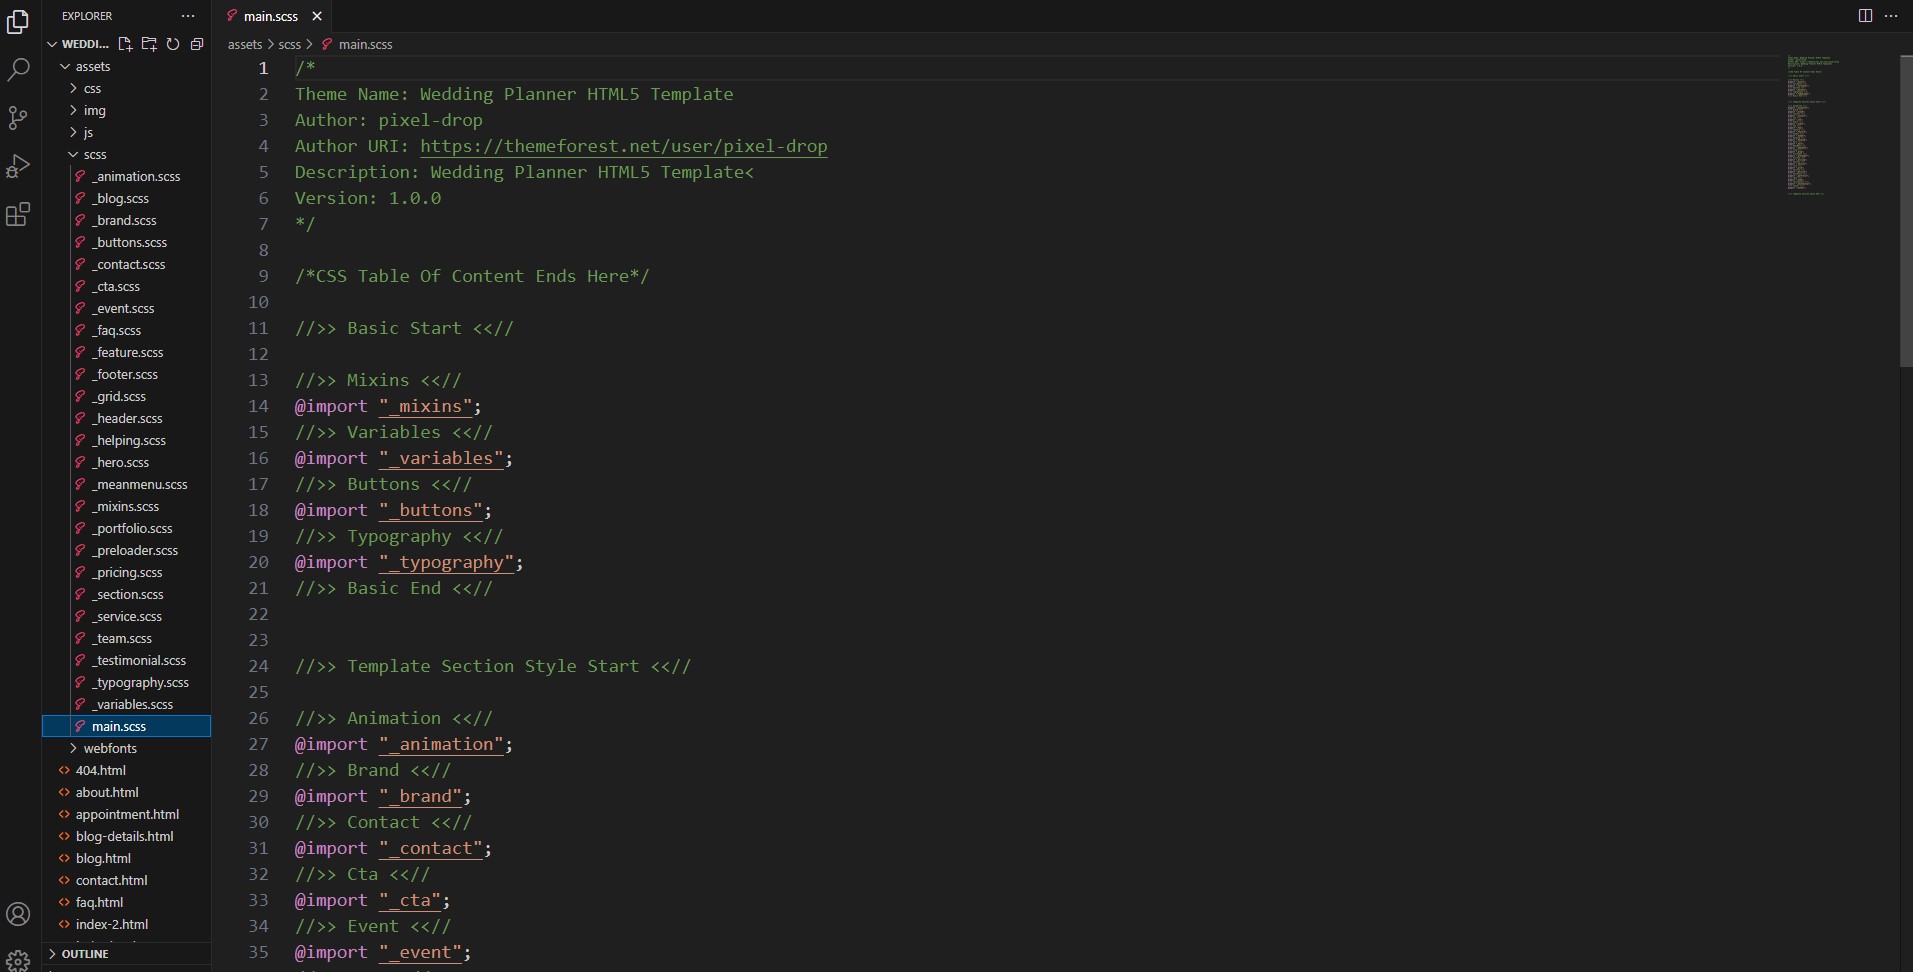 EXPLORER
WEDDI...
assets
css
img
js
scss
_animation.scss
_blog.scss
_brand.scss
_buttons.scss
_contact.scss
_cta.scss
_event.scss
_faq.scss
_feature.scss
_footer.scss
_grid.scss
_header.scss
_helping.scss
_hero.scss
_meanmenu.scss
_mixins.scss
_portfolio.scss
_preloader.scss
_pricing.scss
_section.scss
_service.scss
_team.scss
_testimonial.scss
_typography.scss
_variables.scss
main.scss
webfonts
404.html
about.html
appointment.html
blog-details.html
blog.html
contact.html
faq.html
index-2.html
OUTLINE
main.scss
assets > scss > main.scss
1 /*
2 Theme Name: Wedding Planner HTML5 Template
3 Author: pixel-drop
4 Author URI: https://themeforest.net/user/pixel-drop
5 Description: Wedding Planner HTML5 Template<
6 Version: 1.0.0
7 */
8
9 /*CSS Table Of Content Ends Here*/
10
11 //>> Basic Start <<//
12
13 //>> Mixins <<//
14 @import "_mixins";
15 //>> Variables <<//
16 @import "_variables";
17 //>> Buttons <<//
18 @import "_buttons";
19 //>> Typography <<//
20 @import "_typography";
21 //>> Basic End <<//
22
23
24 //>> Template Section Style Start <<//
25
26 //>> Animation <<//
27 @import "_animation";
28 //>> Brand <<//
29 @import "_brand";
30 //>> Contact <<//
31 @import "_contact";
32 //>> Cta <<//
33 @import "_cta";
34 //>> Event <<//
35 @import "_event";